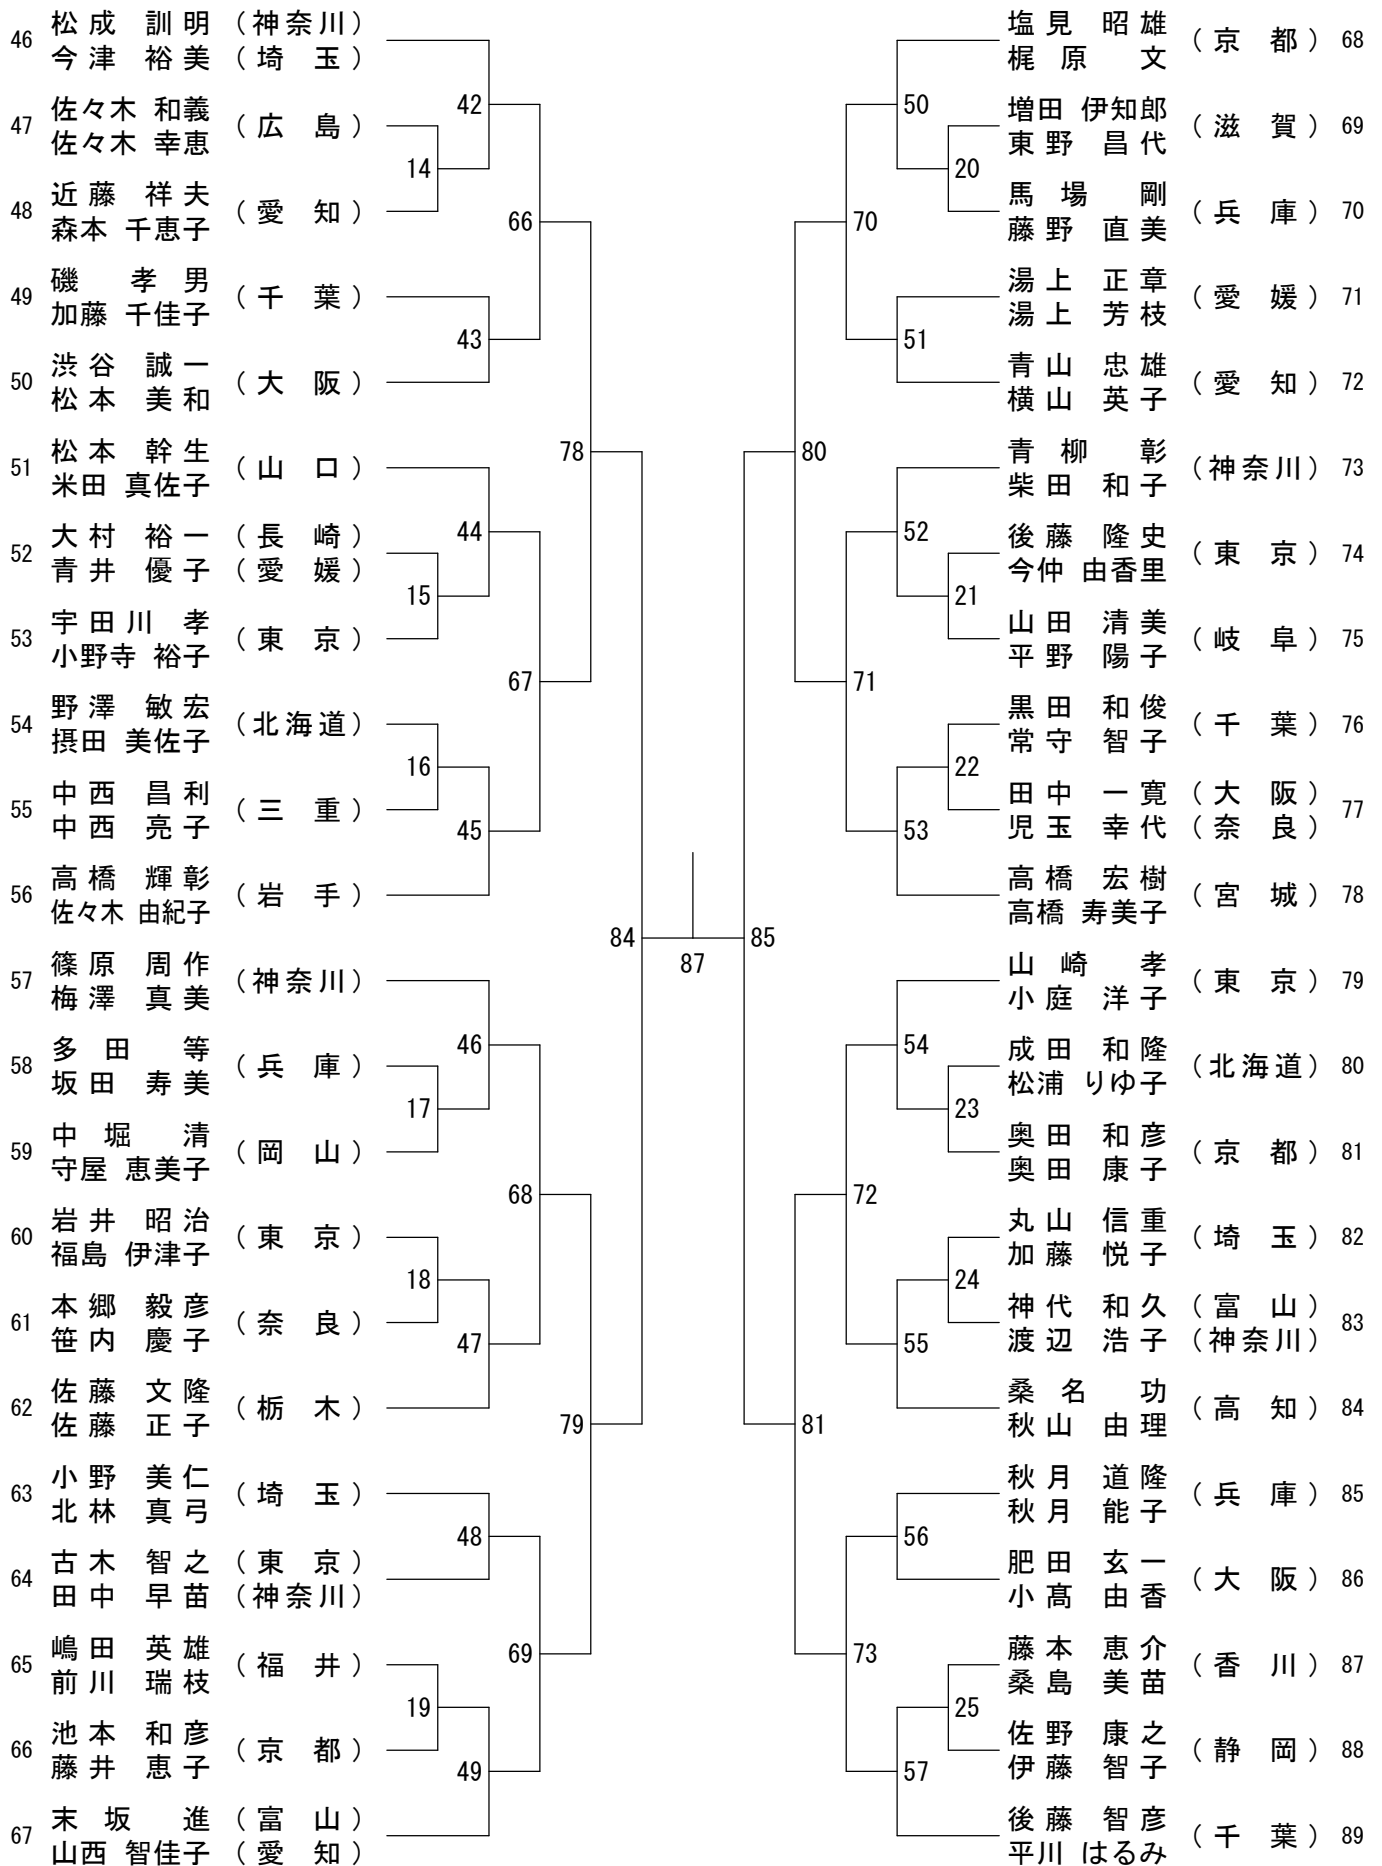 46 松成 訓明 (神奈川)
今津 裕美 (埼玉)
47 佐々木 和義 (広島)
佐々木 幸恵
48 近藤 祥夫 (愛知)
森本 千恵子
49 磯 孝男 (千葉)
加藤 千佳子
50 渋谷 誠一 (大阪)
松本 美和
51 松本 幹生 (山口)
米田 真佐子
52 大村 裕一 (長崎)
青井 優子 (愛媛)
53 宇田川 孝 (東京)
小野寺 裕子
54 野澤 敏宏 (北海道)
摂田 美佐子
55 中西 昌利 (三重)
中西 亮子
56 高橋 輝彰 (岩手)
佐々木 由紀子
57 篠原 周作 (神奈川)
梅澤 真美
58 多田 等 (兵庫)
坂田 寿美
59 中堀 清 (岡山)
守屋 恵美子
60 岩井 昭治 (東京)
福島 伊津子
61 本郷 毅彦 (奈良)
笹内 慶子
62 佐藤 文隆 (栃木)
佐藤 正子
63 小野 美仁 (埼玉)
北林 真弓
64 古木 智之 (東京)
田中 早苗 (神奈川)
65 嶋田 英雄 (福井)
前川 瑞枝
66 池本 和彦 (京都)
藤井 恵子
67 末坂 進 (富山)
山西 智佳子 (愛知)
14
15
16
17
18
19
42
43
44
45
46
47
48
49
66
67
68
69
78
79
84
87
85
80
81
70
71
72
73
50
51
52
53
54
55
56
57
20
21
22
23
24
25
塩見 昭雄 (京都) 68
梶原 文
増田 伊知郎 (滋賀) 69
東野 昌代
馬場 剛 (兵庫) 70
藤野 直美
湯上 正章 (愛媛) 71
湯上 芳枝
青山 忠雄 (愛知) 72
横山 英子
青柳 彰 (神奈川) 73
柴田 和子
後藤 隆史 (東京) 74
今仲 由香里
山田 清美 (岐阜) 75
平野 陽子
黒田 和俊 (千葉) 76
常守 智子
田中 一寛 (大阪) 77
児玉 幸代 (奈良)
高橋 宏樹 (宮城) 78
高橋 寿美子
山崎 孝 (東京) 79
小庭 洋子
成田 和隆 (北海道) 80
松浦 りゆ子
奥田 和彦 (京都) 81
奥田 康子
丸山 信重 (埼玉) 82
加藤 悦子
神代 和久 (富山) 83
渡辺 浩子 (神奈川)
桑名 功 (高知) 84
秋山 由理
秋月 道隆 (兵庫) 85
秋月 能子
肥田 玄一 (大阪) 86
小髙 由香
藤本 恵介 (香川) 87
桑島 美苗
佐野 康之 (静岡) 88
伊藤 智子
後藤 智彦 (千葉) 89
平川 はるみ